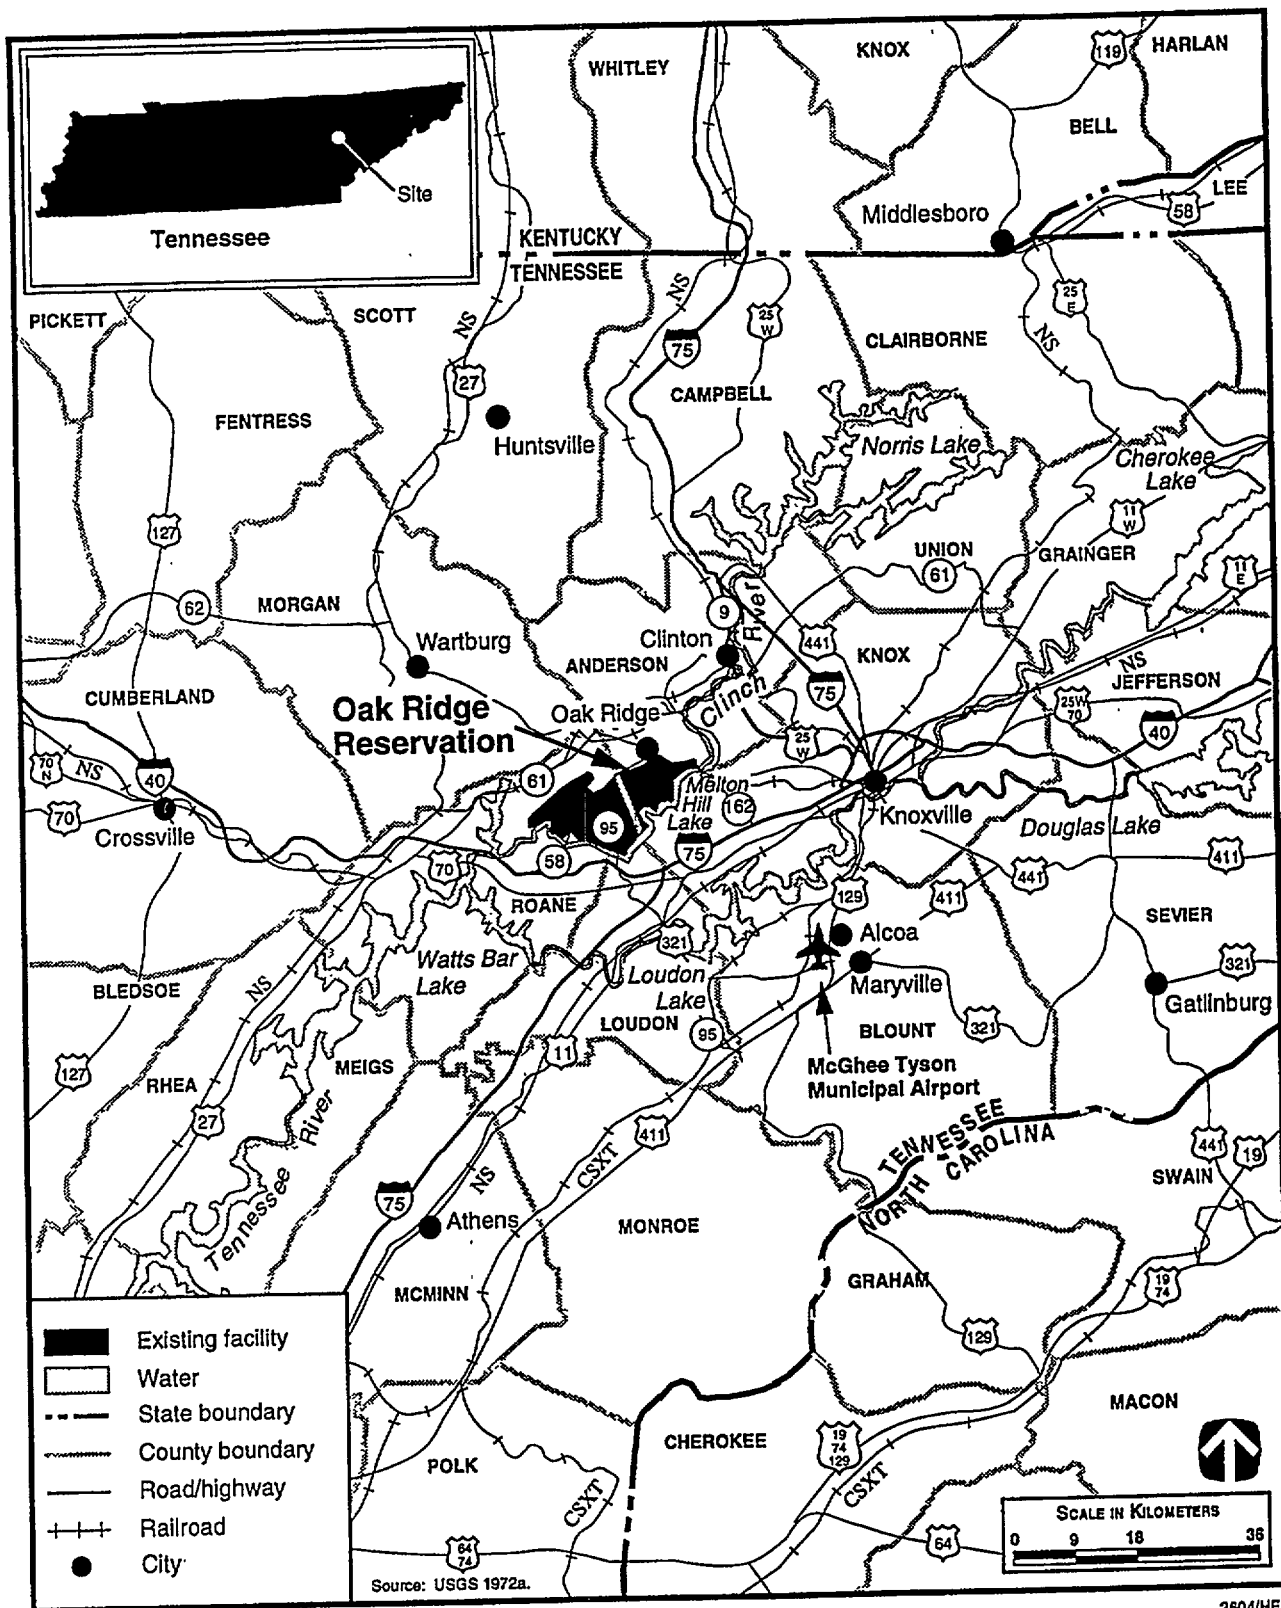 KNOX
119
HARLAN
WHITLEY
BELL
LEE
58
Middlesboro
Site
Tennessee
KENTUCKY
TENNESSEE
NS
25
E
NS
25
W
PICKETT
SCOTT
NS
75
CLAIRBORNE
27
CAMPBELL
FENTRESS
Huntsville
Norris Lake
Cherokee
Lake
127
11
W
UNION
GRAINGER
61
11
E
62
MORGAN
9
River
Wartburg
Clinton
441
KNOX
ANDERSON
NS
JEFFERSON
CUMBERLAND
75
Clinch
25W
70
Oak Ridge
Reservation
Oak Ridge
25
W
40
70
N
NS
40
61
Melton
Hill
Lake
162
70
Crossville
95
Knoxville
Douglas Lake
58
75
70
441
411
129
411
ROANE
SEVIER
321
Alcoa
Watts Bar
Lake
Loudon
Lake
Maryville
321
Gatlinburg
BLEDSOE
NS
LOUDON
95
BLOUNT
321
11
127
RHEA
MEIGS
McGhee Tyson
Municipal Airport
27
411
Tennessee River
TENNESSEE
NORTH CAROLINA
441
19
CSXT
NS
SWAIN
75
Athens
MONROE
MCMINN
GRAHAM
19
74
129
Existing facility
Water
State boundary
County boundary
Road/highway
Railroad
City
MACON
CHEROKEE
19
74
129
POLK
CSXT
CSXT
SCALE IN KILOMETERS
0 9 18 36
64
74
64
Source: USGS 1972a.